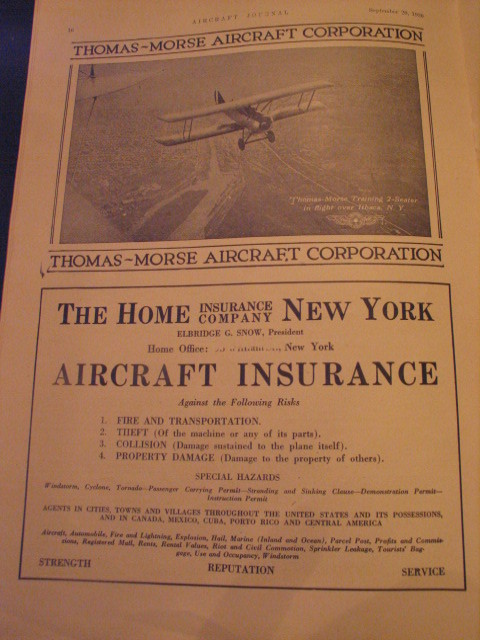 10
AIRCRAFT JOURNAL
September
THOMAS-MORSE AIRCRAFT CORPORATION
Thomas-Morse, Training 2-Seater
in flight over Ithaca, N. Y.
THOMAS-MORSE AIRCRAFT CORPORATION
THE HOME INSURANCE COMPANY NEW YORK
ELBRIDGE G. SNOW, President
Home Office: New York
AIRCRAFT INSURANCE
Against the Following Risks
1. FIRE AND TRANSPORTATION.
2. THEFT (Of the machine or any of its parts).
3. COLLISION (Damage sustained to the plane itself).
4. PROPERTY DAMAGE (Damage to the property of others).
SPECIAL HAZARDS
Windstorm, Cyclone, Tornado—Passenger Carrying Permit—Stranding and Sinking Clause—Demonstration Permit—
Instruction Permit
AGENTS IN CITIES, TOWNS AND VILLAGES THROUGHOUT THE UNITED STATES AND ITS POSSESSIONS,
AND IN CANADA, MEXICO, CUBA, PORTO RICO AND CENTRAL AMERICA
Aircraft, Automobile, Fire and Lightning, Explosion, Hail, Marine (Inland and Ocean), Parcel Post, Profits and Commis-
sions, Registered Mail, Rents, Rental Values, Riot and Civil Commotion, Sprinkler Leakage, Tourists' Bag-
gage, Use and Occupancy, Windstorm
STRENGTH REPUTATION SERVICE